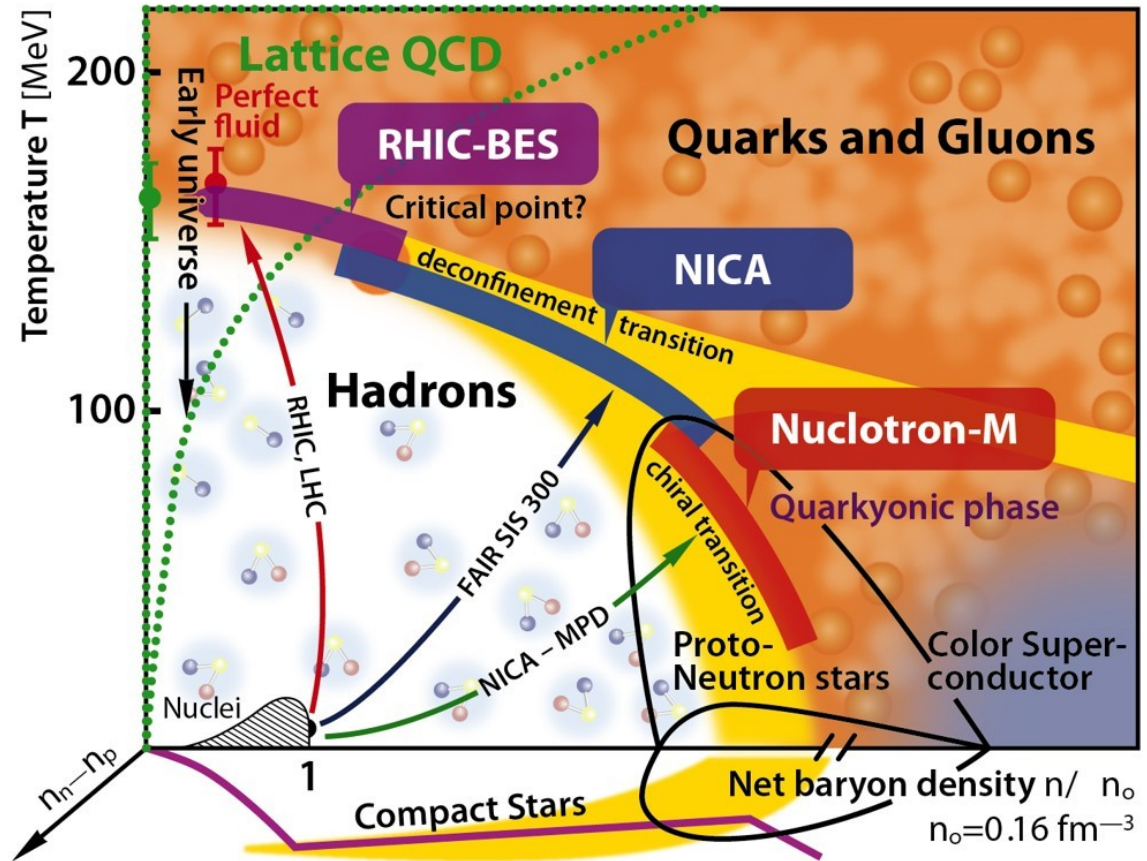 Temperature T [MeV]
200
100
Lattice QCD
Early universe
Perfect
fluid
RHIC-BES
Critical point?
Quarks and Gluons
NICA
deconfinement transition
Hadrons
Nuclotron-M
Quarkyonic phase
chiral transition
RHIC, LHC
FAIR SIS 300
NICA – MPD
Proto-
Neutron stars
Color Super-
conductor
Nuclei
1
nₙ—nₚ
Compact Stars
Net baryon density n/ n₀
n₀=0.16 fm⁻³